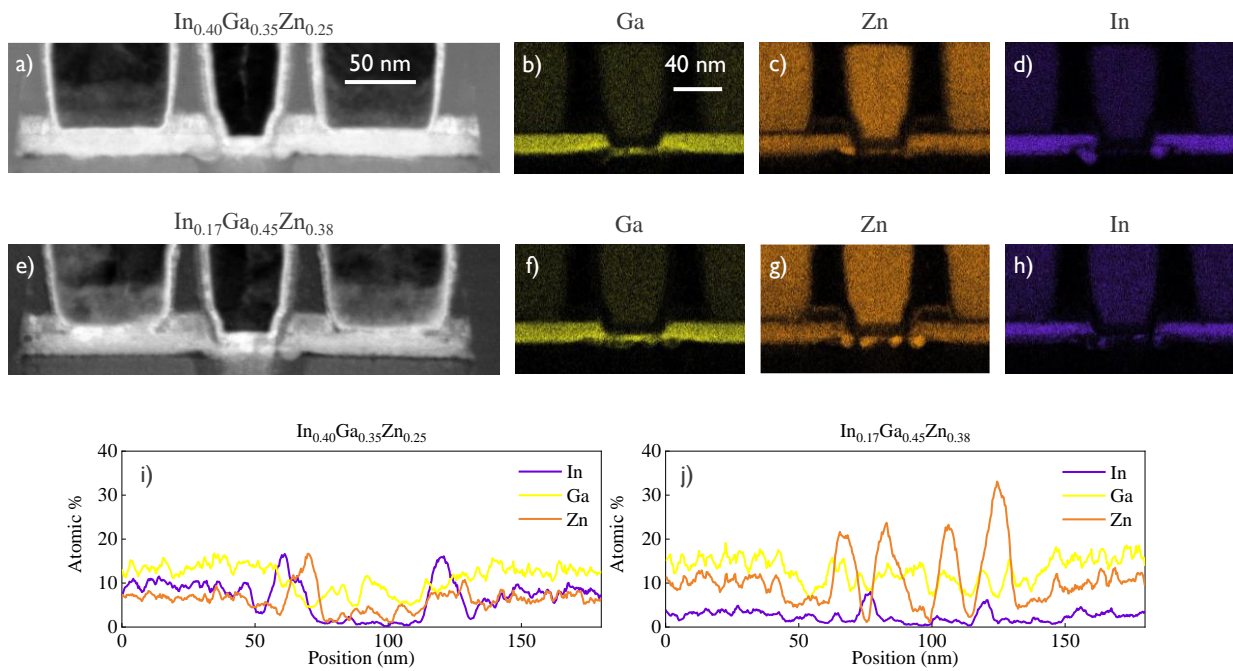 In0.40Ga0.35Zn0.25 Ga Zn In
a) 50 nm b) 40 nm c) d)
In0.17Ga0.45Zn0.38 Ga Zn In
e) f) g) h)
In0.40Ga0.35Zn0.25
i)
In
Ga
Zn
40
30
20
10
0
Atomic %
0 50 100 150
Position (nm)
In0.17Ga0.45Zn0.38
j)
In
Ga
Zn
40
30
20
10
0
Atomic %
0 50 100 150
Position (nm)